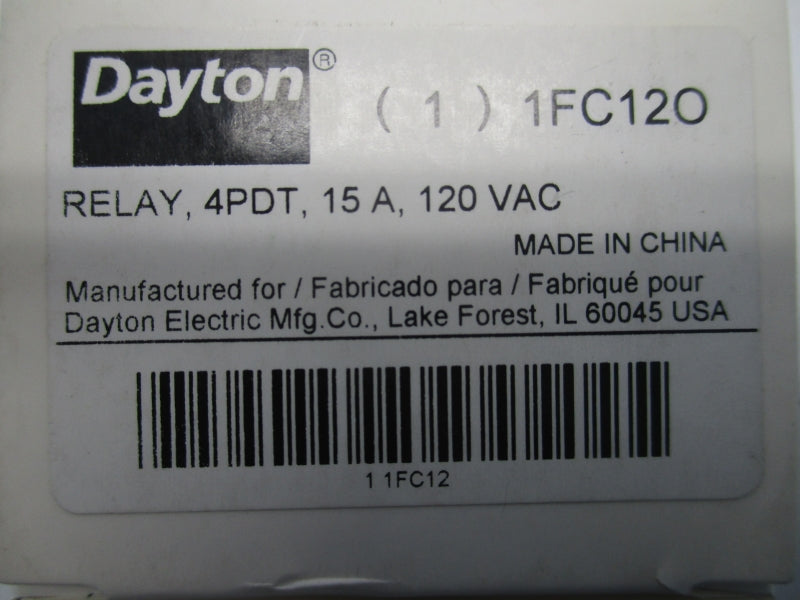 Dayton® ( 1 ) 1FC12O
RELAY, 4PDT, 15 A, 120 VAC
MADE IN CHINA
Manufactured for / Fabricado para / Fabriqué pour
Dayton Electric Mfg.Co., Lake Forest, IL 60045 USA
1 1FC12